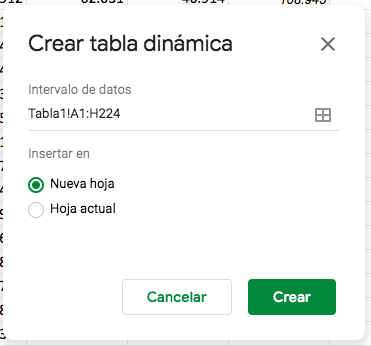 Crear tabla dinámica
Intervalo de datos
Tabla1!A1:H224
Insertar en
Nueva hoja
Hoja actual
Cancelar
Crear